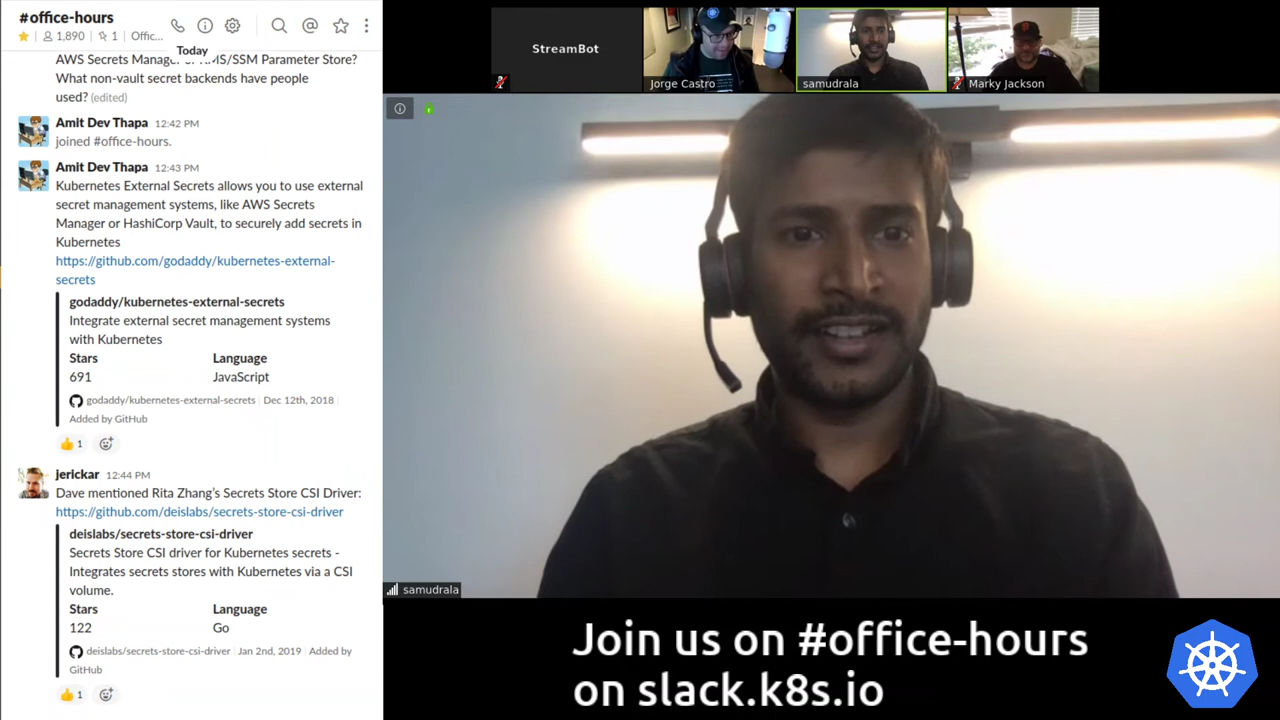 #office-hours
1,890
1
Offic...
Today
AWS Secrets Manager or KMS/SSM Parameter Store?
What non-vault secret backends have people
used? (edited)
Amit Dev Thapa 12:42 PM
joined #office-hours.
Amit Dev Thapa 12:43 PM
Kubernetes External Secrets allows you to use external
secret management systems, like AWS Secrets
Manager or HashiCorp Vault, to securely add secrets in
Kubernetes
https://github.com/godaddy/kubernetes-external-
secrets
godaddy/kubernetes-external-secrets
Integrate external secret management systems
with Kubernetes
Stars Language
691 JavaScript
godaddy/kubernetes-external-secrets | Dec 12th, 2018 |
Added by GitHub
1
jerickar 12:44 PM
Dave mentioned Rita Zhang’s Secrets Store CSI Driver:
https://github.com/deislabs/secrets-store-csi-driver
deislabs/secrets-store-csi-driver
Secrets Store CSI driver for Kubernetes secrets -
Integrates secrets stores with Kubernetes via a CSI
volume.
Stars Language
122 Go
deislabs/secrets-store-csi-driver | Jan 2nd, 2019 | Added by
GitHub
1
StreamBot
Jorge Castro
samudrala
Marky Jackson
samudrala
Join us on #office-hours
on slack.k8s.io